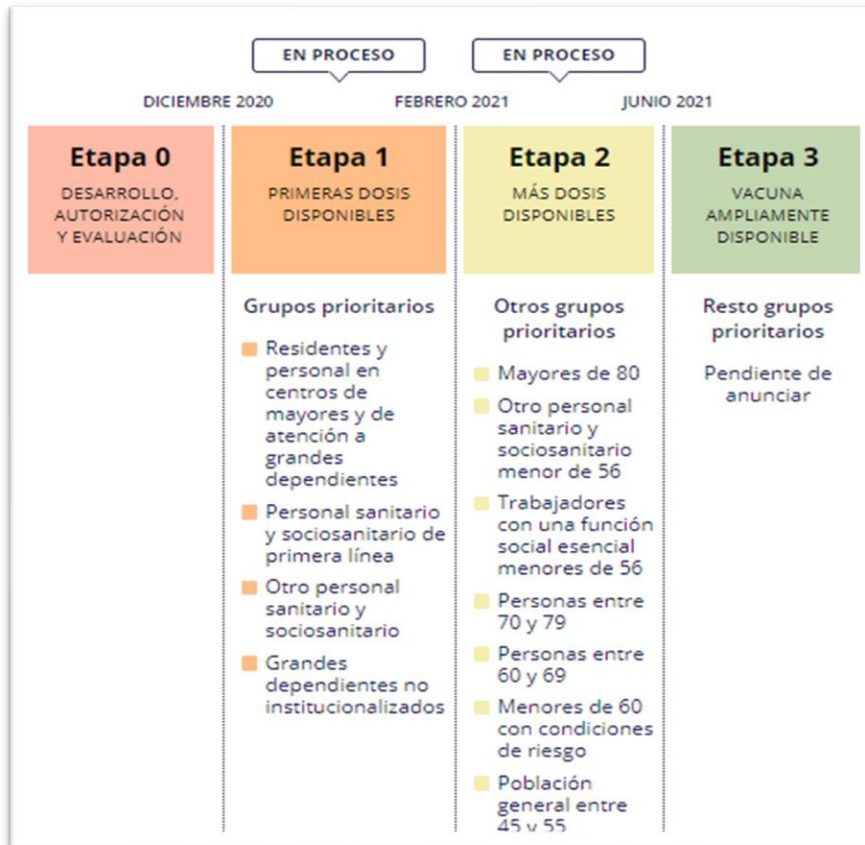 EN PROCESO
EN PROCESO
DICIEMBRE 2020
FEBRERO 2021
JUNIO 2021
Etapa 0
DESARROLLO,
AUTORIZACIÓN
Y EVALUACIÓN
Etapa 1
PRIMERAS DOSIS
DISPONIBLES
Grupos prioritarios
Residentes y
personal en
centros de
mayores y de
atención a
grandes
dependientes
Personal sanitario
y sociosanitario de
primera línea
Otro personal
sanitario y
sociosanitario
Grandes
dependientes no
institucionalizados
Etapa 2
MÁS DOSIS
DISPONIBLES
Otros grupos
prioritarios
Mayores de 80
Otro personal
sanitario y
sociosanitario
menor de 56
Trabajadores
con una función
social esencial
menores de 56
Personas entre
70 y 79
Personas entre
60 y 69
Menores de 60
con condiciones
de riesgo
Población
general entre
45 y 55
Etapa 3
VACUNA
AMPLIAMENTE
DISPONIBLE
Resto grupos
prioritarios
Pendiente de
anunciar